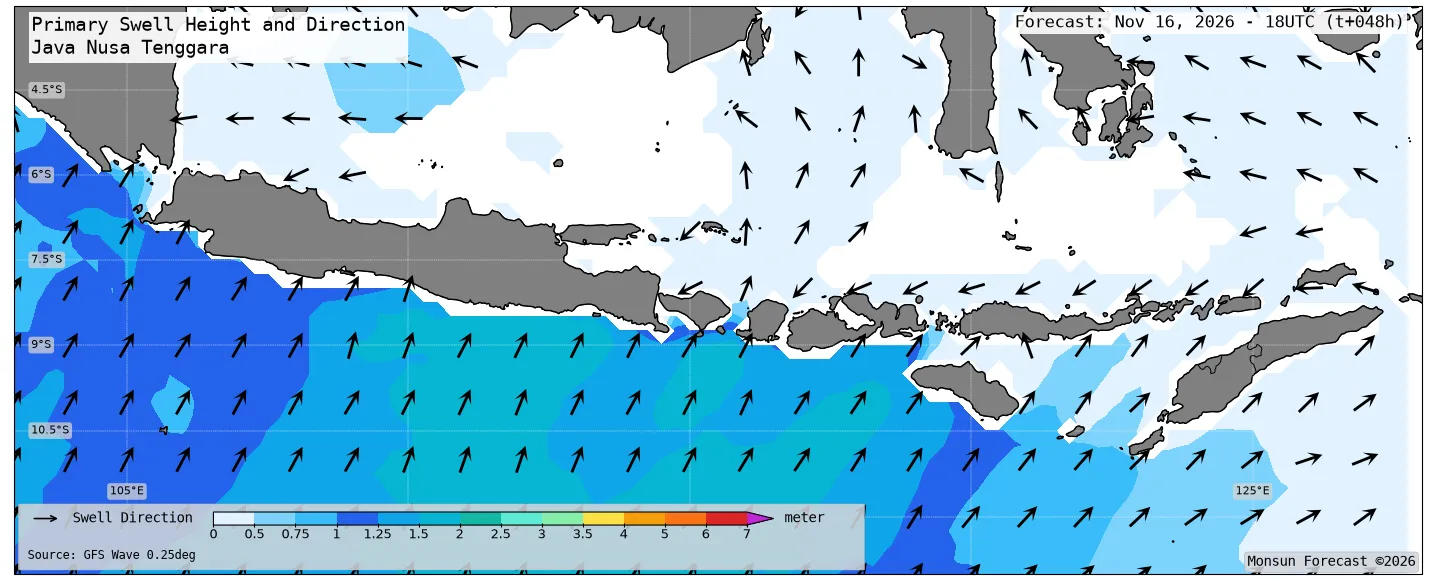 Primary Swell Height and Direction
Java Nusa Tenggara
Forecast: Nov 16, 2026 - 18UTC (t+048h)
4.5°S
6°S
7.5°S
9°S
10.5°S
105°E
125°E
Swell Direction
meter
0 0.5 0.75 1 1.25 1.5 2 2.5 3 3.5 4 5 6 7
Source: GFS Wave 0.25deg
Monsun Forecast ©2026